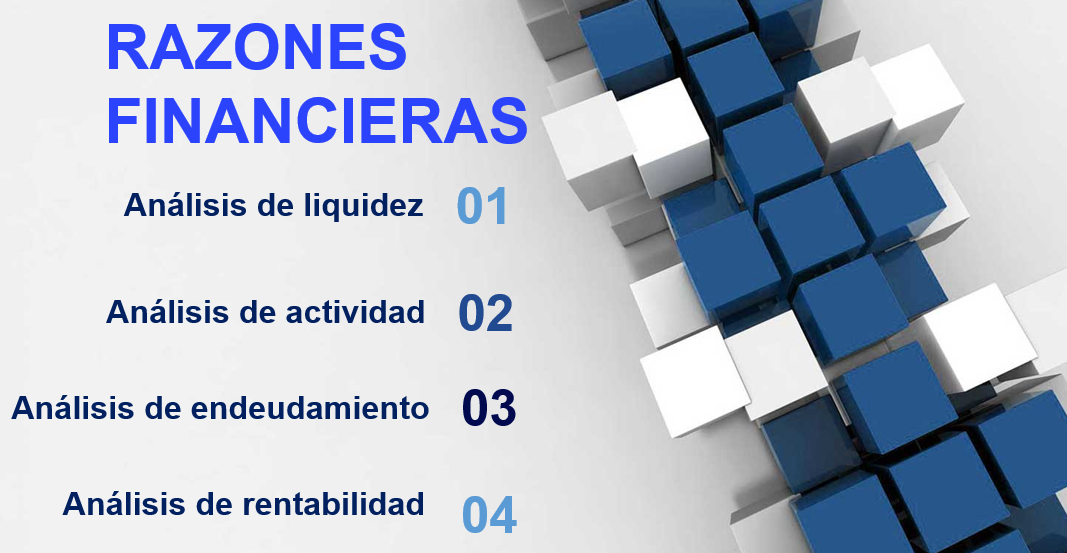 RAZONES
FINANCIERAS
Análisis de liquidez 01
Análisis de actividad 02
Análisis de endeudamiento 03
Análisis de rentabilidad 04